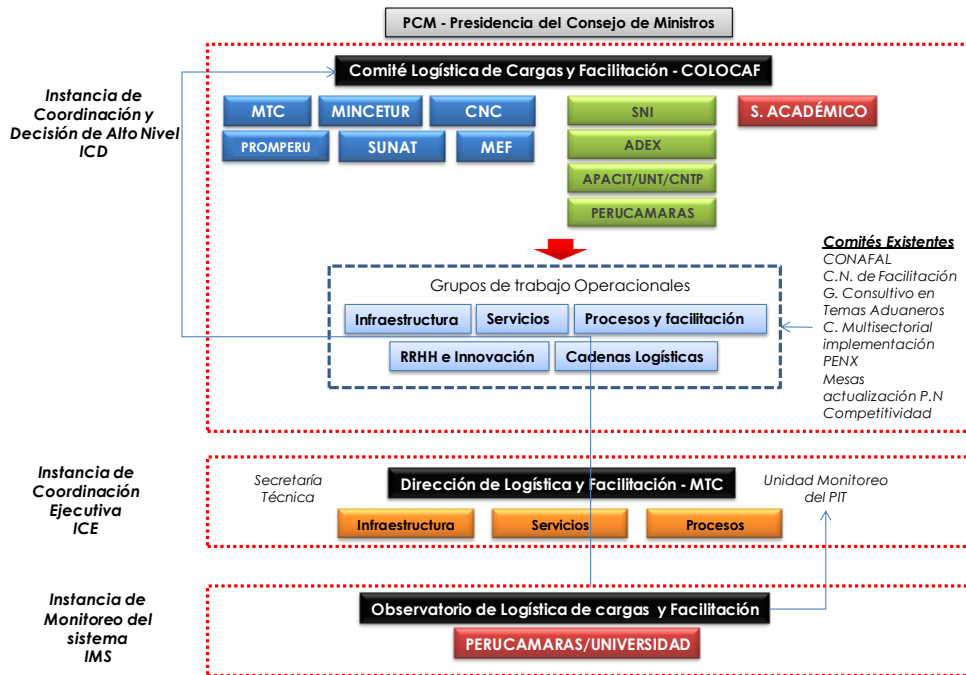 PCM - Presidencia del Consejo de Ministros
Comité Logística de Cargas y Facilitación - COLOCAF
Instancia de
Coordinación y
Decisión de Alto Nivel
ICD
MTC
MINCETUR
CNC
PROMPERU
SUNAT
MEF
SNI
ADEX
APACIT/UNT/CNTP
PERUCAMARAS
S. ACADÉMICO
Grupos de trabajo Operacionales
Infraestructura
Servicios
Procesos y facilitación
RRHH e Innovación
Cadenas Logísticas
Comités Existentes
CONAFAL
C.N. de Facilitación
G. Consultivo en
Temas Aduaneros
C. Multisectorial
implementación
PENX
Mesas
actualización P.N
Competitividad
Instancia de
Coordinación
Ejecutiva
ICE
Secretaría
Técnica
Dirección de Logística y Facilitación - MTC
Unidad Monitoreo
del PIT
Infraestructura
Servicios
Procesos
Instancia de
Monitoreo del
sistema
IMS
Observatorio de Logística de cargas y Facilitación
PERUCAMARAS/UNIVERSIDAD